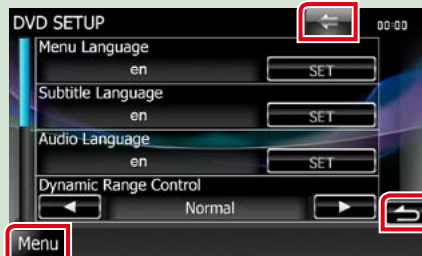 DVD SETUP 00:00
Menu Language
en SET
Subtitle Language
en SET
Audio Language
en SET
Dynamic Range Control
Normal
Menu